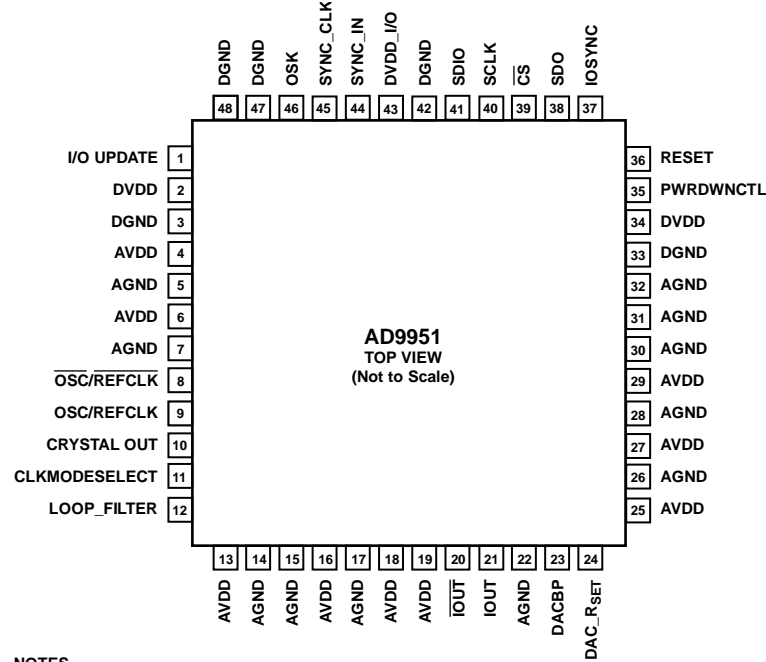 DGND DGND OSK SYNC_CLK SYNC_IN DVDD_I/O DGND SDIO SCLK C̅S̅ SDO IOSYNC
48 47 46 45 44 43 42 41 40 39 38 37
I/O UPDATE 1
DVDD 2
DGND 3
AVDD 4
AGND 5
AVDD 6
AGND 7
O̅S̅C̅/R̅E̅F̅C̅L̅K̅ 8
OSC/REFCLK 9
CRYSTAL OUT 10
CLKMODESELECT 11
LOOP_FILTER 12
AD9951
TOP VIEW
(Not to Scale)
36 RESET
35 PWRDWNCTL
34 DVDD
33 DGND
32 AGND
31 AGND
30 AGND
29 AVDD
28 AGND
27 AVDD
26 AGND
25 AVDD
13 14 15 16 17 18 19 20 21 22 23 24
AVDD AGND AGND AVDD AGND AVDD AVDD I̅O̅U̅T̅ IOUT AGND DACBP DAC_RSET
NOTES